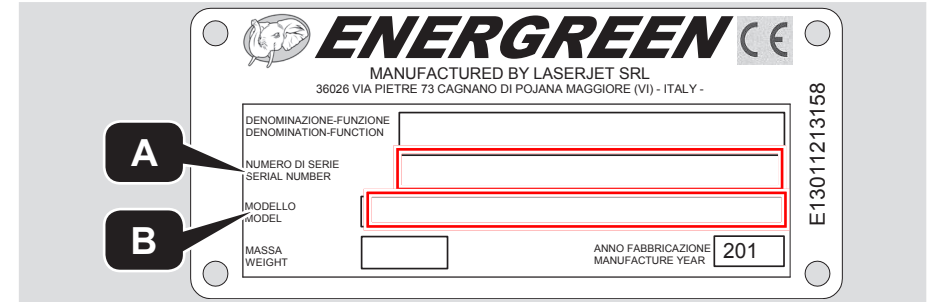 ENERGREEN CE
MANUFACTURED BY LASERJET SRL
36026 VIA PIETRE 73 CAGNANO DI POJANA MAGGIORE (VI) - ITALY -
DENOMINAZIONE-FUNZIONE
DENOMINATION-FUNCTION
A
NUMERO DI SERIE
SERIAL NUMBER
MODELLO
MODEL
B
MASSA
WEIGHT
ANNO FABBRICAZIONE
MANUFACTURE YEAR
201
E13011213158